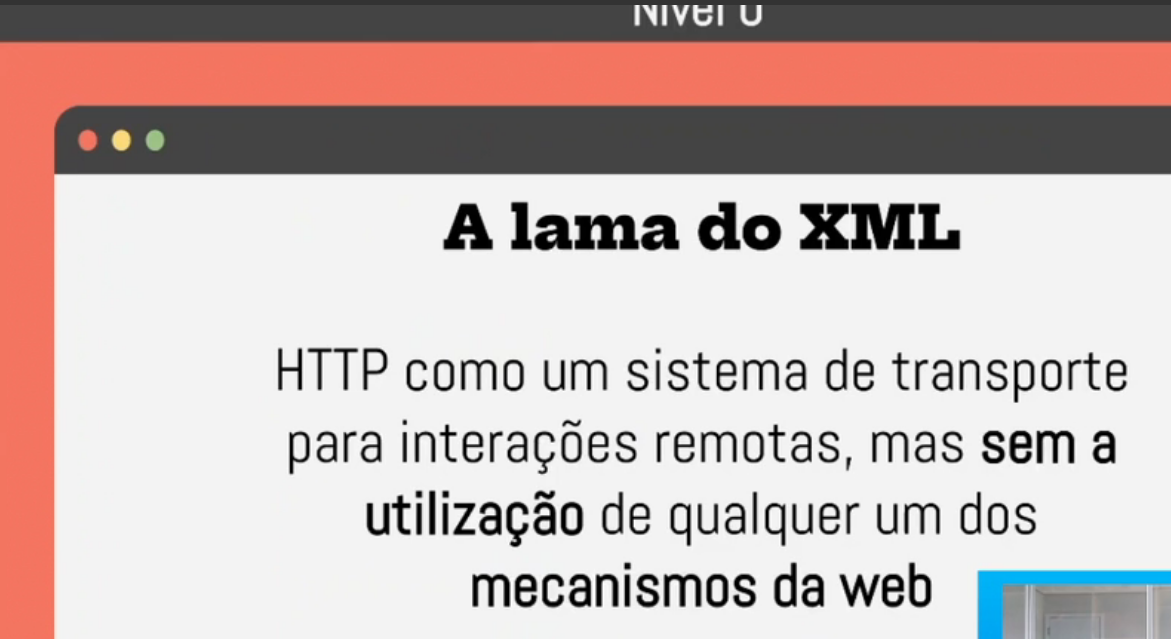 Nível 0
A lama do XML
HTTP como um sistema de transporte
para interações remotas, mas sem a
utilização de qualquer um dos
mecanismos da web